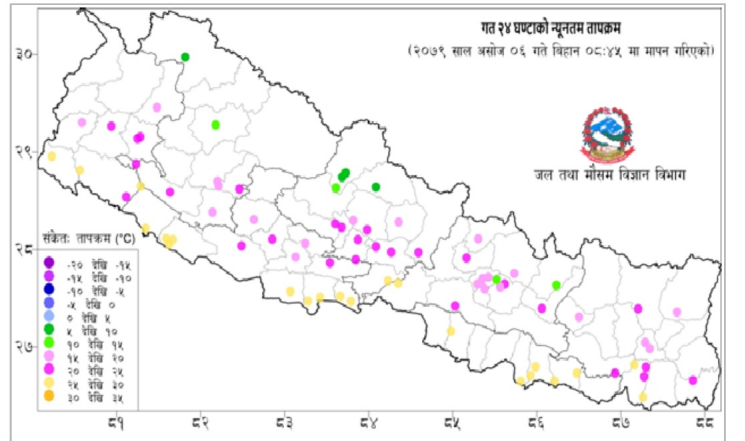 गत २४ घण्टाको न्यूनतम तापक्रम
(२०७९ साल असोज ०६ गते बिहान ०८:४५ मा मापन गरिएको)
जल तथा मौसम विज्ञान विभाग
३०
२९
२८
२७
संकेतः तापक्रम (°C)
-२० देखि -१५
-१५ देखि -१०
-१० देखि -५
-५ देखि ०
० देखि ५
५ देखि १०
१० देखि १५
१५ देखि २०
२० देखि २५
२५ देखि ३०
३० देखि ३५
८१ ८२ ८३ ८४ ८५ ८६ ८७ ८८